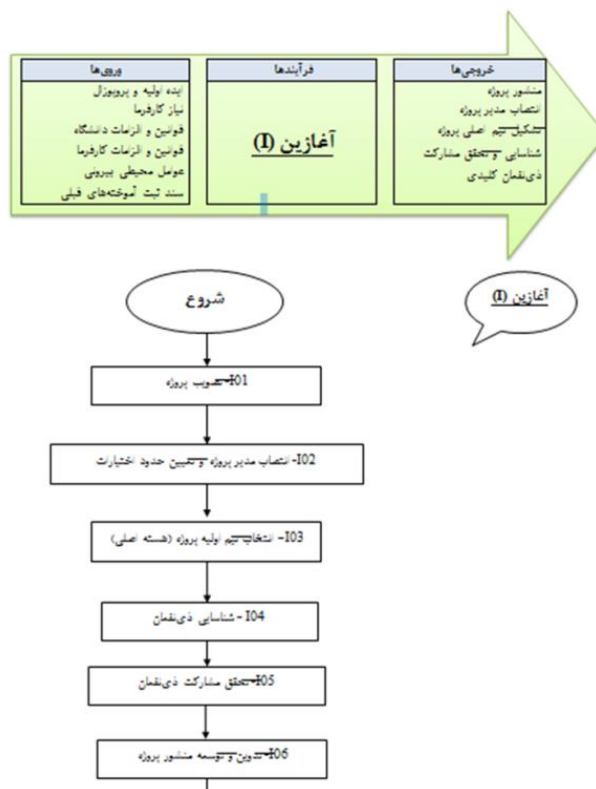 ورودی‌ها
ایده اولیه و پروپوزال
نیاز کارفرما
قوانین و الزامات دانشگاه
قوانین و الزامات کارفرما
عوامل محیطی بیرونی
سند ثبت آموخته‌های قبلی
فرآیندها
آغازین (I)
خروجی‌ها
منشور پروژه
انتصاب مدیر پروژه
تشکیل تیم اصلی پروژه
شناسایی و تحقق مشارکت
ذی‌نفعان کلیدی
آغازین (I)
شروع
I01- تصویب پروژه
I02- انتصاب مدیر پروژه و تعیین حدود اختیارات
I03- انتخاب تیم اولیه پروژه (هسته اصلی)
I04- شناسایی ذی‌نفعان
I05- تحقق مشارکت ذی‌نفعان
I06- تدوین و توسعه منشور پروژه